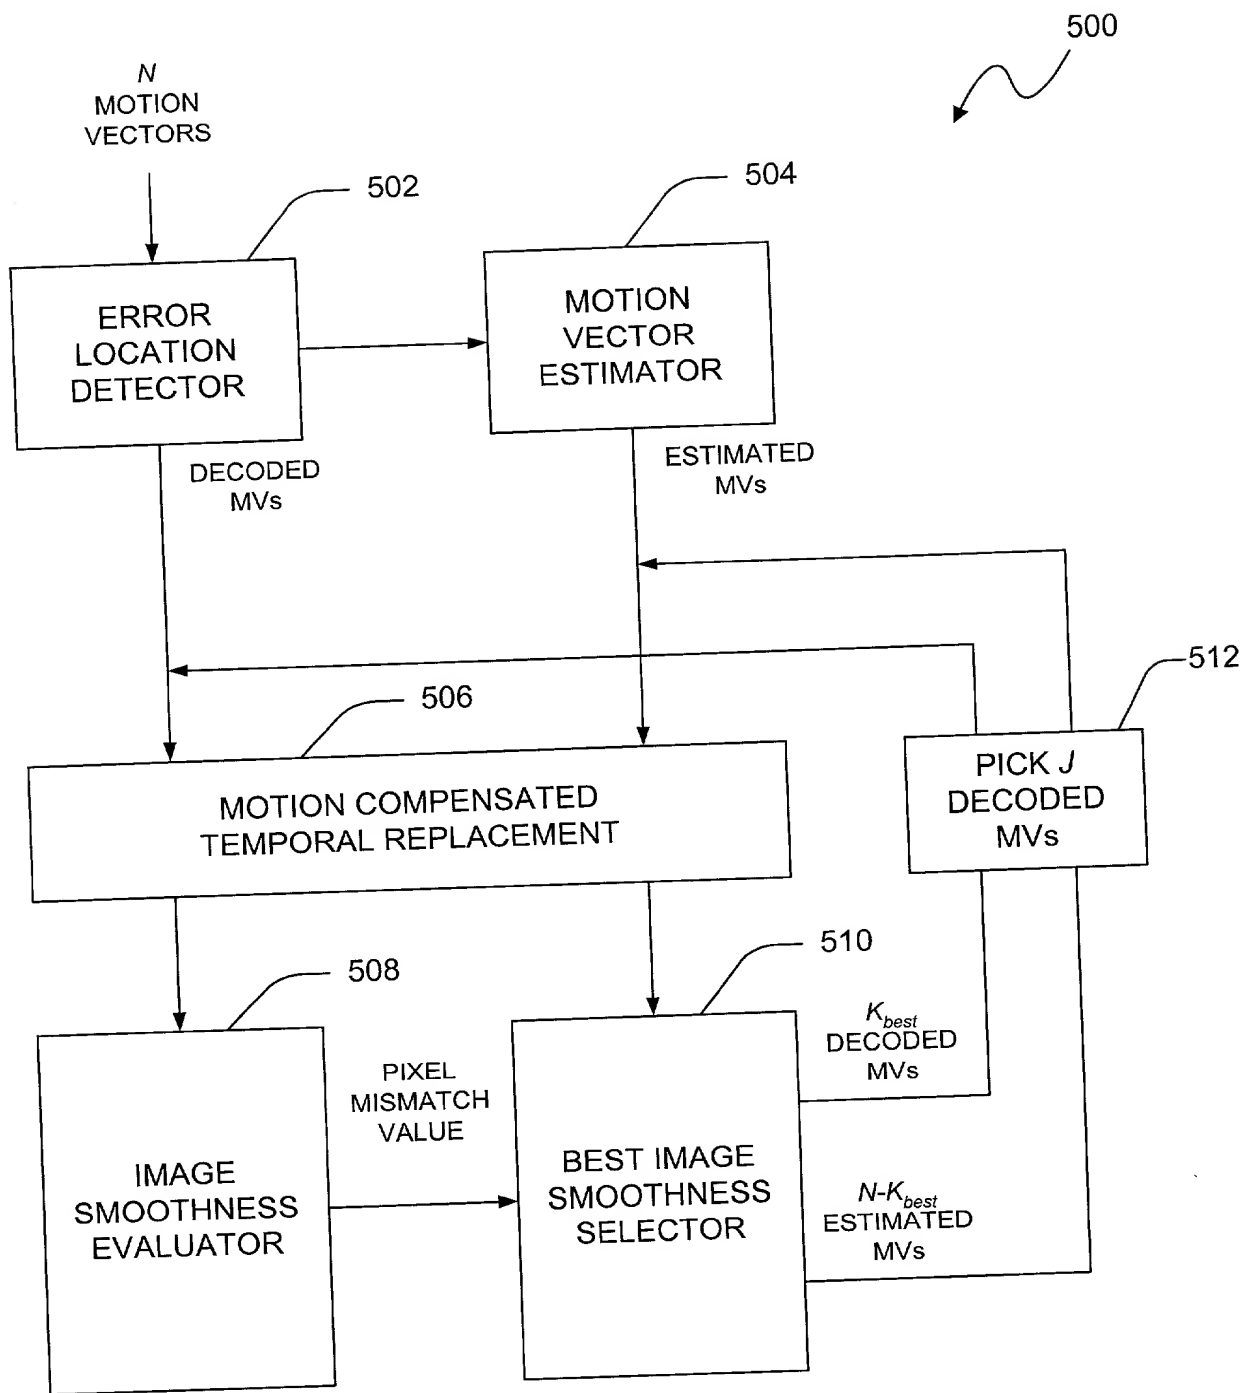 500
N
MOTION
VECTORS
502
504
ERROR
LOCATION
DETECTOR
MOTION
VECTOR
ESTIMATOR
DECODED
MVs
ESTIMATED
MVs
512
506
PICK J
DECODED
MVs
MOTION COMPENSATED
TEMPORAL REPLACEMENT
510
508
Kbest
DECODED
MVs
PIXEL
MISMATCH
VALUE
IMAGE
SMOOTHNESS
EVALUATOR
BEST IMAGE
SMOOTHNESS
SELECTOR
N-Kbest
ESTIMATED
MVs